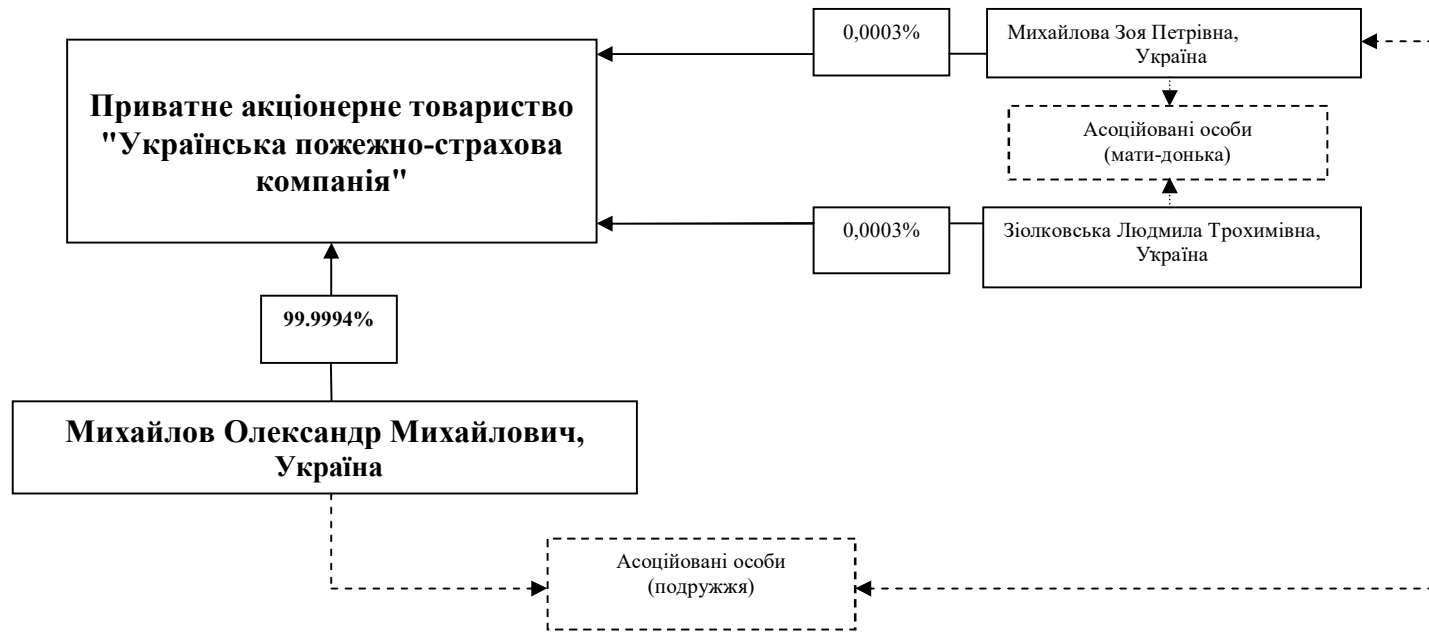 0,0003%
Михайлова Зоя Петрівна,
Україна
Приватне акціонерне товариство
"Українська пожежно-страхова
компанія"
Асоційовані особи
(мати-донька)
0,0003%
Зіолковська Людмила Трохимівна,
Україна
99.9994%
Михайлов Олександр Михайлович,
Україна
Асоційовані особи
(подружжя)